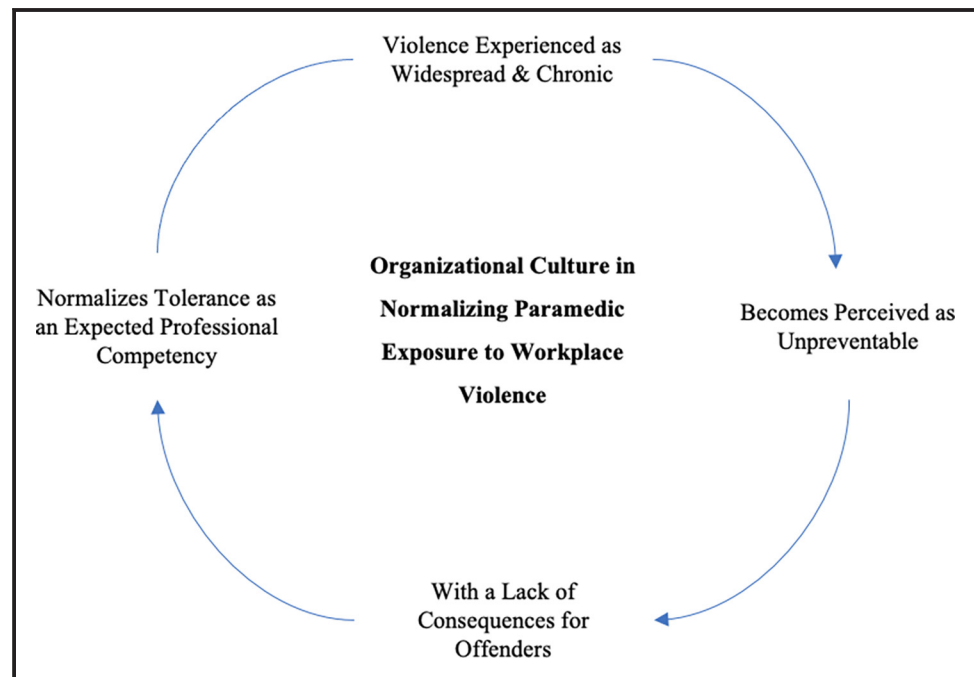 Violence Experienced as
Widespread & Chronic
Organizational Culture in
Normalizing Paramedic
Exposure to Workplace
Violence
Normalizes Tolerance as
an Expected Professional
Competency
Becomes Perceived as
Unpreventable
With a Lack of
Consequences for
Offenders